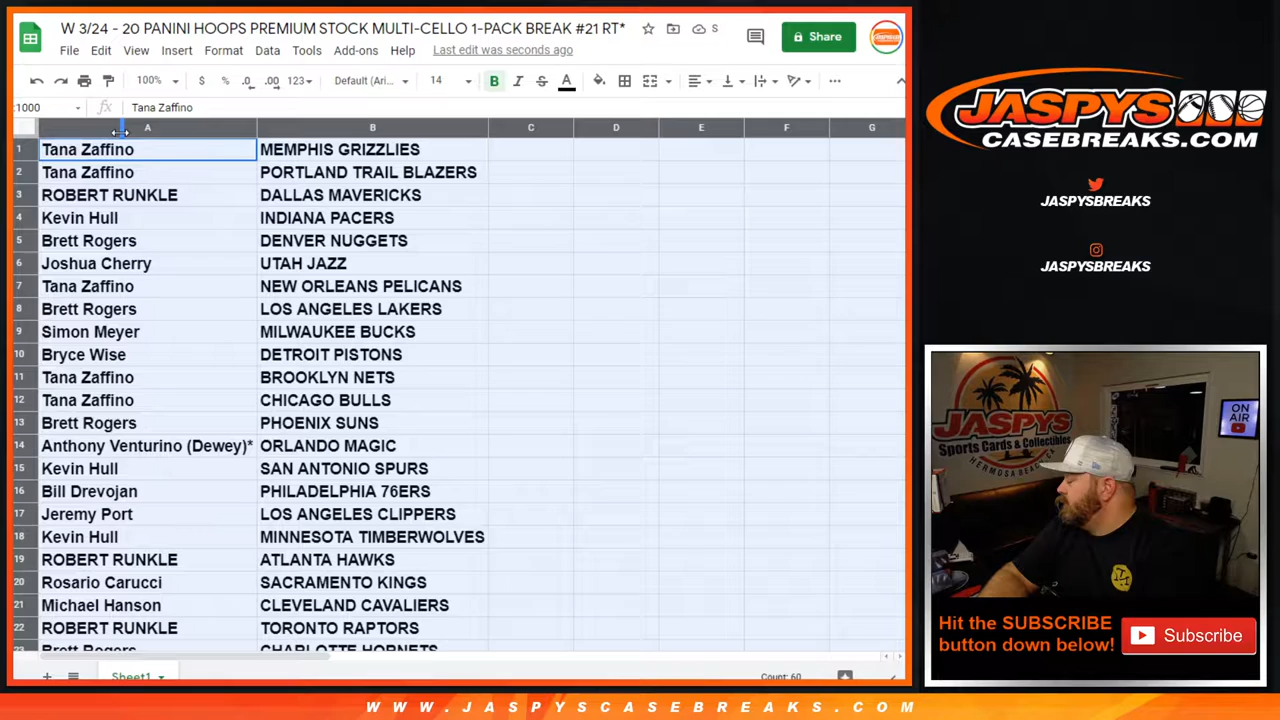 W 3/24 - 20 PANINI HOOPS PREMIUM STOCK MULTI-CELLO 1-PACK BREAK #21 RT*
S
Share
File Edit View Insert Format Data Tools Add-ons Help Last edit was seconds ago
100% $ % .0 .00 123 Default (Ari... 14 B I S A
:1000 fx Tana Zaffino
A B C D E F G
1 Tana Zaffino MEMPHIS GRIZZLIES
2 Tana Zaffino PORTLAND TRAIL BLAZERS
3 ROBERT RUNKLE DALLAS MAVERICKS
4 Kevin Hull INDIANA PACERS
5 Brett Rogers DENVER NUGGETS
6 Joshua Cherry UTAH JAZZ
7 Tana Zaffino NEW ORLEANS PELICANS
8 Brett Rogers LOS ANGELES LAKERS
9 Simon Meyer MILWAUKEE BUCKS
10 Bryce Wise DETROIT PISTONS
11 Tana Zaffino BROOKLYN NETS
12 Tana Zaffino CHICAGO BULLS
13 Brett Rogers PHOENIX SUNS
14 Anthony Venturino (Dewey)* ORLANDO MAGIC
15 Kevin Hull SAN ANTONIO SPURS
16 Bill Drevojan PHILADELPHIA 76ERS
17 Jeremy Port LOS ANGELES CLIPPERS
18 Kevin Hull MINNESOTA TIMBERWOLVES
19 ROBERT RUNKLE ATLANTA HAWKS
20 Rosario Carucci SACRAMENTO KINGS
21 Michael Hanson CLEVELAND CAVALIERS
22 ROBERT RUNKLE TORONTO RAPTORS
23 Brett Rogers CHARLOTTE HORNETS
Sheet1
Count: 60
JASPYS
CASEBREAKS.COM
JASPYSBREAKS
JASPYSBREAKS
JASPYS
Sports Cards & Collectibles
HERMOSA BEACH, CA
ON AIR
Hit the SUBSCRIBE
button down below!
Subscribe
WWW.JASPYSCASEBREAKS.COM